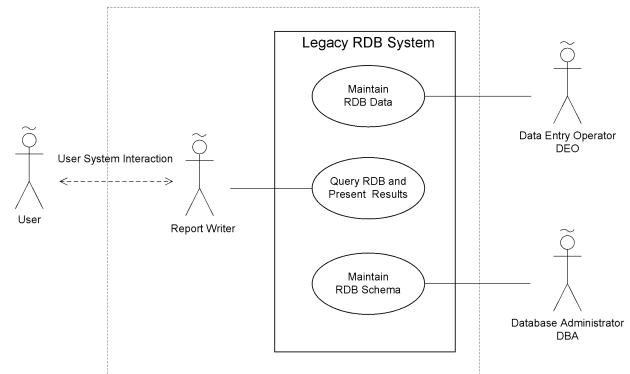 Legacy RDB System
Maintain
RDB Data
Data Entry Operator
DEO
User System Interaction
User
Report Writer
Query RDB and
Present Results
Maintain
RDB Schema
Database Administrator
DBA